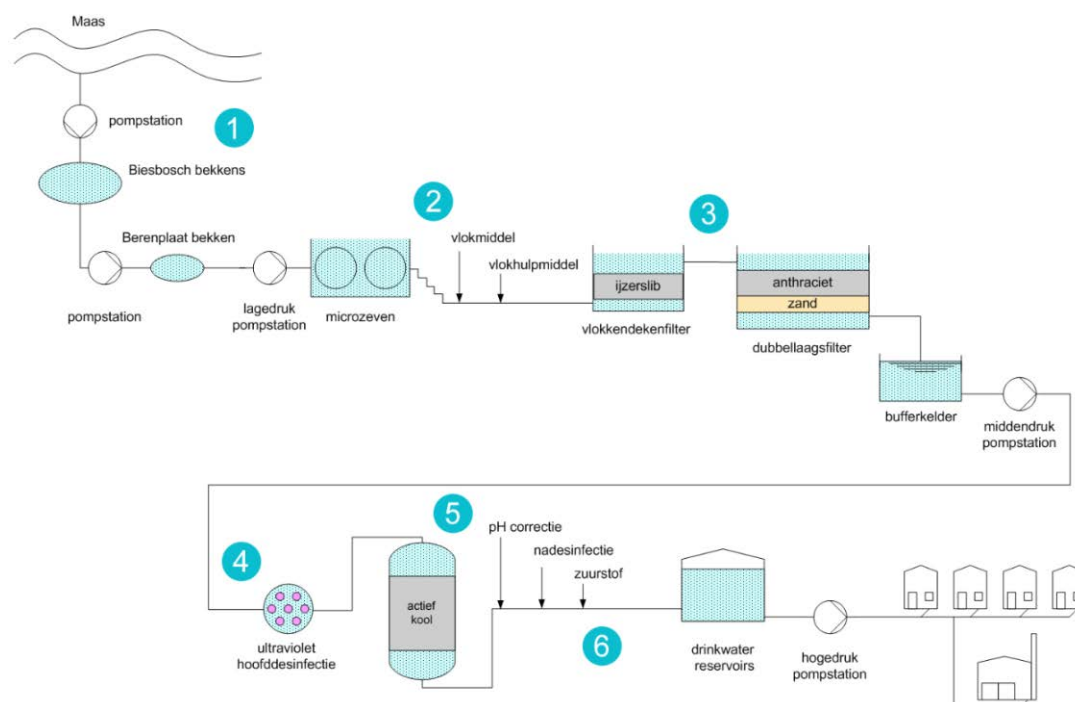 Maas
pompstation
1
Biesbosch bekkens
2
3
vlokmiddel
Berenplaat bekken
vlokhulpmiddel
ijzerslib
anthraciet
zand
pompstation
lagedruk
pompstation
microzeven
vlokkendekenfilter
dubbellaagsfilter
bufferkelder
middendruk
pompstation
4
5
pH correctie
nadesinfectie
zuurstof
actief
kool
6
ultraviolet
hoofddesinfectie
drinkwater
reservoirs
hogedruk
pompstation